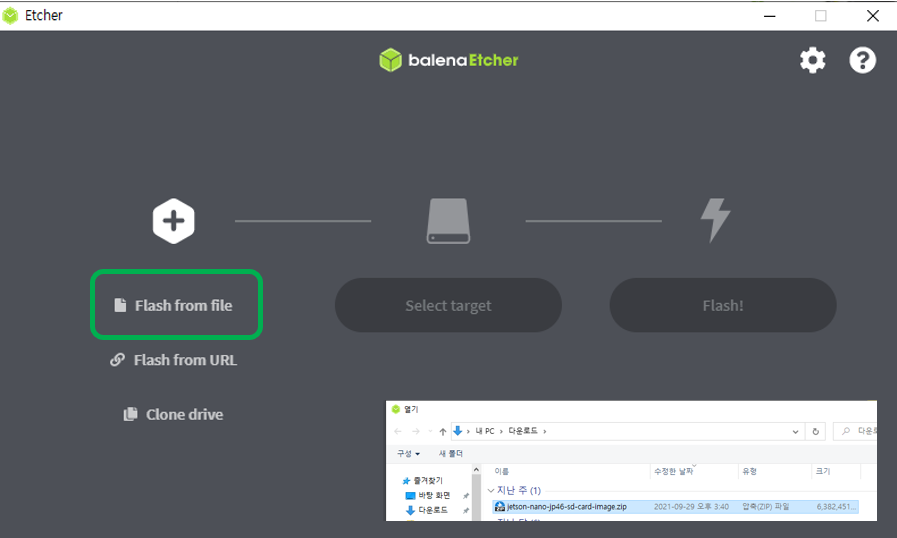 Etcher
balenaEtcher
Flash from file
Select target
Flash!
Flash from URL
Clone drive
열기
내 PC › 다운로드 ›
다운로
구성 새 폴더
이름 수정한 날짜 유형 크기
즐겨찾기
지난 주 (1)
바탕 화면
다운로드
jetson-nano-jp46-sd-card-image.zip 2021-09-29 오후 3:40 압축(ZIP) 파일 6,382,451...